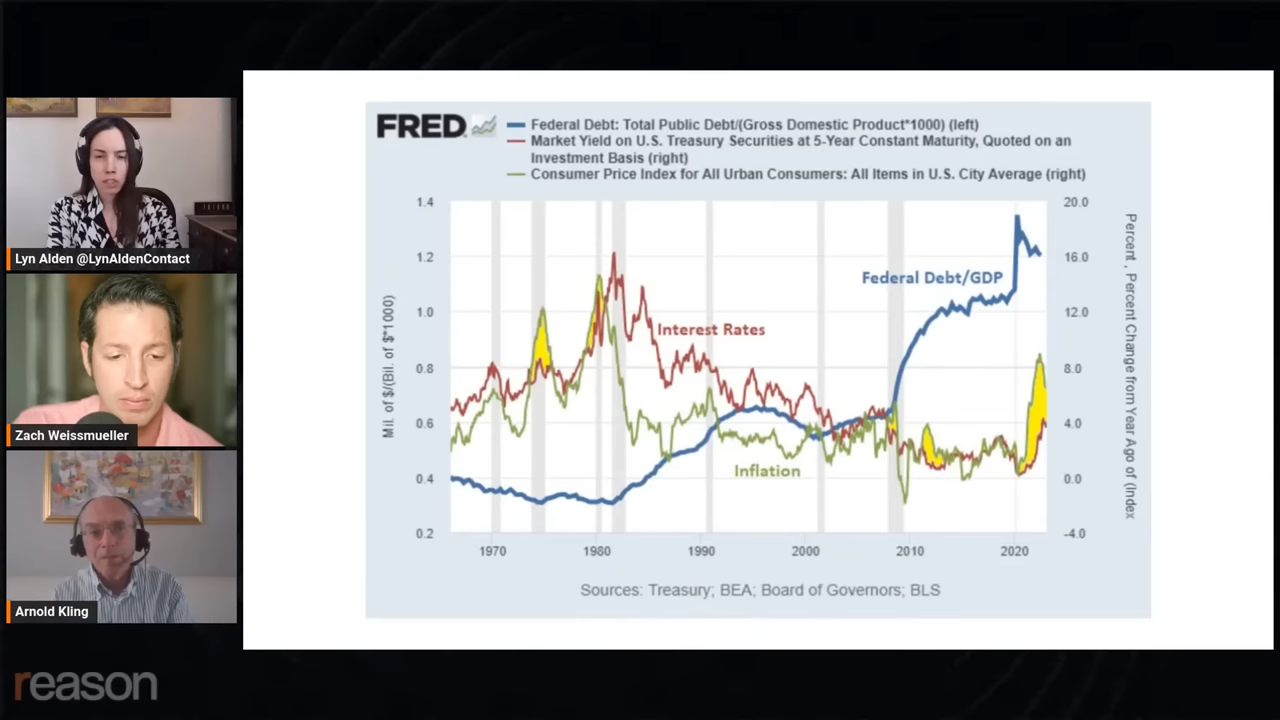 Lyn Alden @LynAldenContact
Zach Weissmueller
Arnold Kling
reason
FRED
Federal Debt: Total Public Debt/(Gross Domestic Product*1000) (left)
Market Yield on U.S. Treasury Securities at 5-Year Constant Maturity, Quoted on an
Investment Basis (right)
Consumer Price Index for All Urban Consumers: All Items in U.S. City Average (right)
1.4
1.2
1.0
0.8
0.6
0.4
0.2
Mil. of $/(Bil. of $*1000)
Federal Debt/GDP
Interest Rates
Inflation
20.0
16.0
12.0
8.0
4.0
0.0
-4.0
Percent , Percent Change from Year Ago of (Index
1970
1980
1990
2000
2010
2020
Sources: Treasury; BEA; Board of Governors; BLS